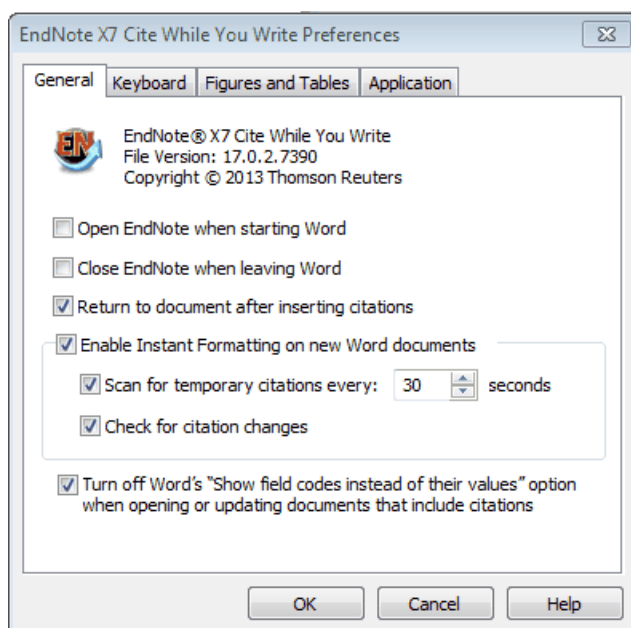 EndNote X7 Cite While You Write Preferences
General Keyboard Figures and Tables Application
EN
EndNote® X7 Cite While You Write
File Version: 17.0.2.7390
Copyright © 2013 Thomson Reuters
Open EndNote when starting Word
Close EndNote when leaving Word
Return to document after inserting citations
Enable Instant Formatting on new Word documents
Scan for temporary citations every: 30 seconds
Check for citation changes
Turn off Word's "Show field codes instead of their values" option
when opening or updating documents that include citations
OK Cancel Help